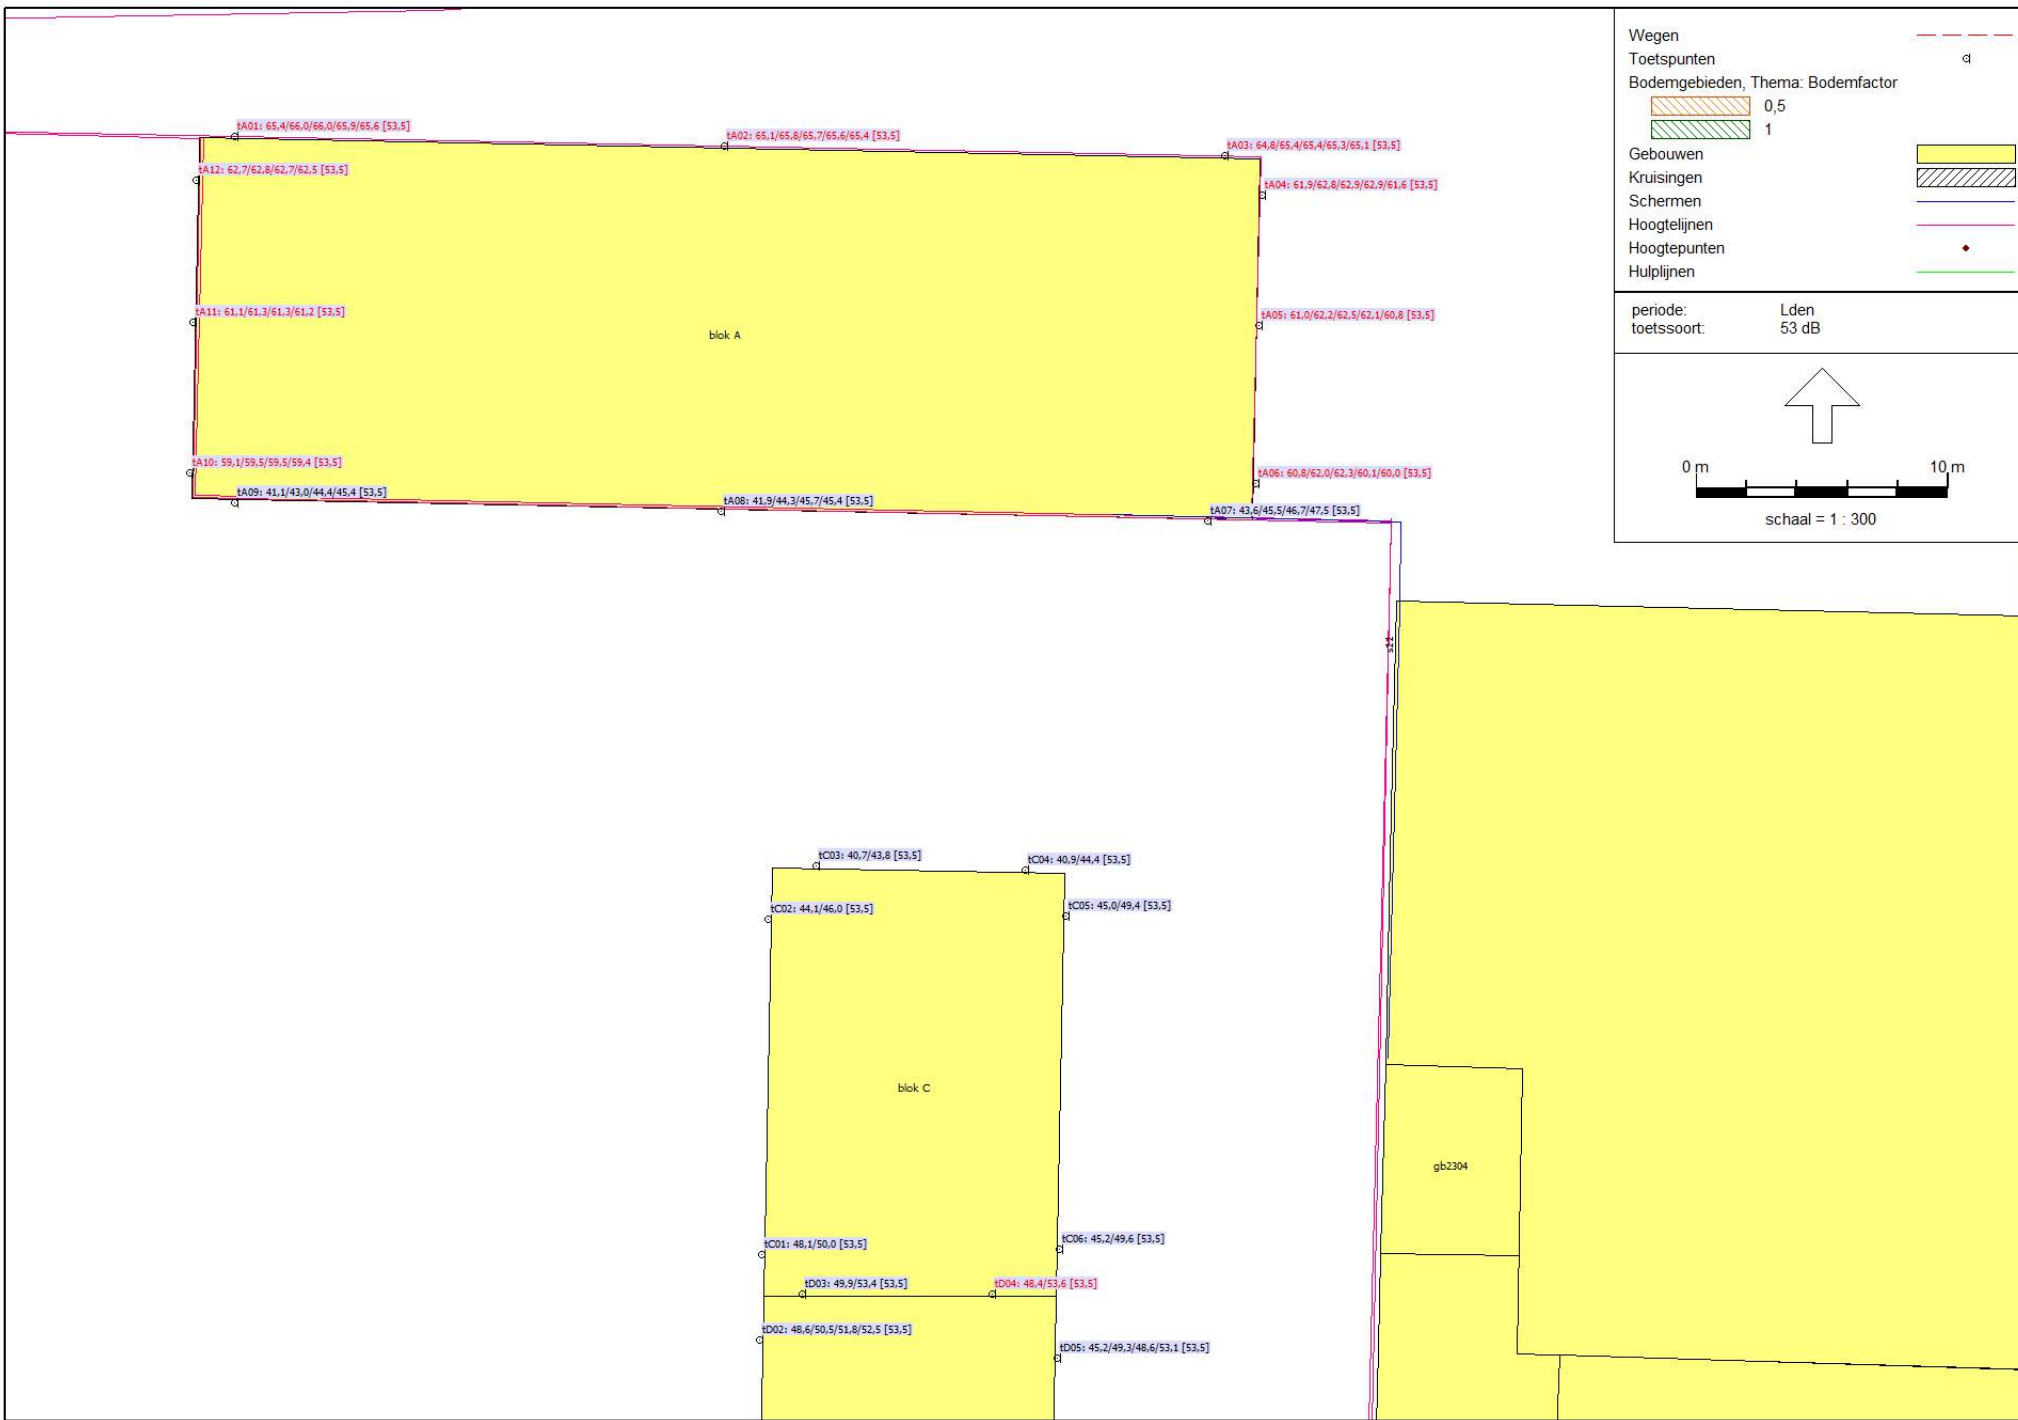 tA01: 65,4/66,0/66,0/65,9/65,6 [53,5]
tA02: 65,1/65,8/65,7/65,6/65,4 [53,5]
tA03: 64,8/65,4/65,4/65,3/65,1 [53,5]
tA12: 62,7/62,8/62,7/62,5 [53,5]
tA04: 61,9/62,8/62,9/62,9/61,6 [53,5]
tA11: 61,1/61,3/61,3/61,2 [53,5]
tA05: 61,0/62,2/62,5/62,1/60,8 [53,5]
blok A
tA10: 59,1/59,5/59,5/59,4 [53,5]
tA06: 60,8/62,0/62,3/60,1/60,0 [53,5]
tA09: 41,1/43,0/44,4/45,4 [53,5]
tA08: 41,9/44,3/45,7/45,4 [53,5]
tA07: 43,6/45,5/46,7/47,5 [53,5]
tC03: 40,7/43,8 [53,5]
tC04: 40,9/44,4 [53,5]
tC02: 44,1/46,0 [53,5]
tC05: 45,0/49,4 [53,5]
blok C
gb2304
tC01: 48,1/50,0 [53,5]
tC06: 45,2/49,6 [53,5]
tD03: 49,9/53,4 [53,5]
tD04: 48,4/53,6 [53,5]
tD02: 48,6/50,5/51,8/52,5 [53,5]
tD05: 45,2/49,3/48,6/53,1 [53,5]
Wegen
Toetspunten
Bodemgebieden, Thema: Bodemfactor
0,5
1
Gebouwen
Kruisingen
Schermen
Hoogtelijnen
Hoogtepunten
Hulplijnen
periode: Lden
toetssoort: 53 dB
0 m 10 m
schaal = 1 : 300